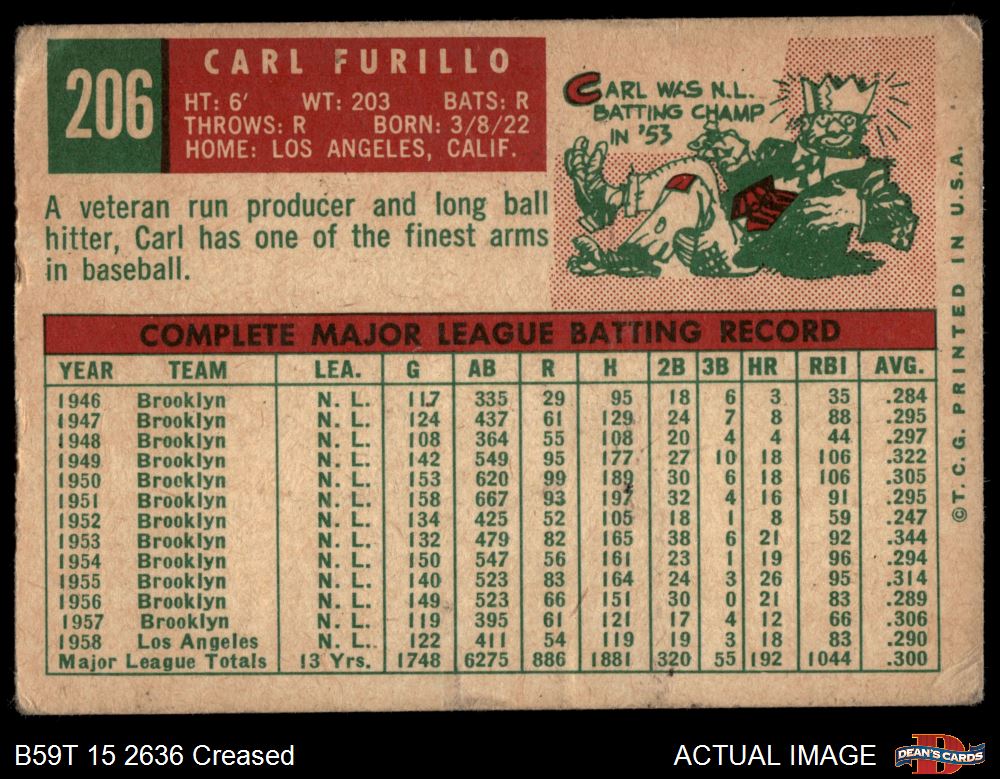 206
CARL FURILLO
HT: 6' WT: 203 BATS: R
THROWS: R BORN: 3/8/22
HOME: LOS ANGELES, CALIF.
CARL WAS N.L.
BATTING CHAMP
IN '53
A veteran run producer and long ball
hitter, Carl has one of the finest arms
in baseball.
COMPLETE MAJOR LEAGUE BATTING RECORD
YEAR TEAM LEA. G AB R H 2B 3B HR RBI AVG.
1946 Brooklyn N. L. 117 335 29 95 18 6 3 35 .284
1947 Brooklyn N. L. 124 437 61 129 24 7 8 88 .295
1948 Brooklyn N. L. 108 364 55 108 20 4 4 44 .297
1949 Brooklyn N. L. 142 549 95 177 27 10 18 106 .322
1950 Brooklyn N. L. 153 620 99 189 30 6 18 106 .305
1951 Brooklyn N. L. 158 667 93 197 32 4 16 91 .295
1952 Brooklyn N. L. 134 425 52 105 18 1 8 59 .247
1953 Brooklyn N. L. 132 479 82 165 38 6 21 92 .344
1954 Brooklyn N. L. 150 547 56 161 23 1 19 96 .294
1955 Brooklyn N. L. 140 523 83 164 24 3 26 95 .314
1956 Brooklyn N. L. 149 523 66 151 30 0 21 83 .289
1957 Brooklyn N. L. 119 395 61 121 17 4 12 66 .306
1958 Los Angeles N. L. 122 411 54 119 19 3 18 83 .290
Major League Totals 13 Yrs. 1748 6275 886 1881 320 55 192 1044 .300
©T. C. G. PRINTED IN U.S.A.
B59T 15 2636 Creased
ACTUAL IMAGE
DEAN'S CARDS